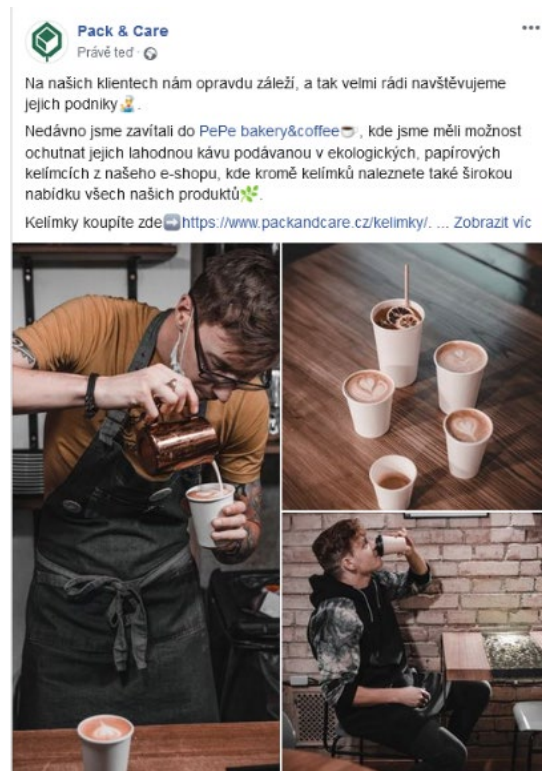 Pack & Care
Právě teď ·
Na našich klientech nám opravdu záleží, a tak velmi rádi navštěvujeme
jejich podniky.
Nedávno jsme zavítali do PePe bakery&coffee☕, kde jsme měli možnost
ochutnat jejich lahodnou kávu podávanou v ekologických, papírových
kelímcích z našeho e-shopu, kde kromě kelímků naleznete také širokou
nabídku všech našich produktů🌿.
Kelímky koupíte zde➡️https://www.packandcare.cz/kelimky/. ... Zobrazit víc